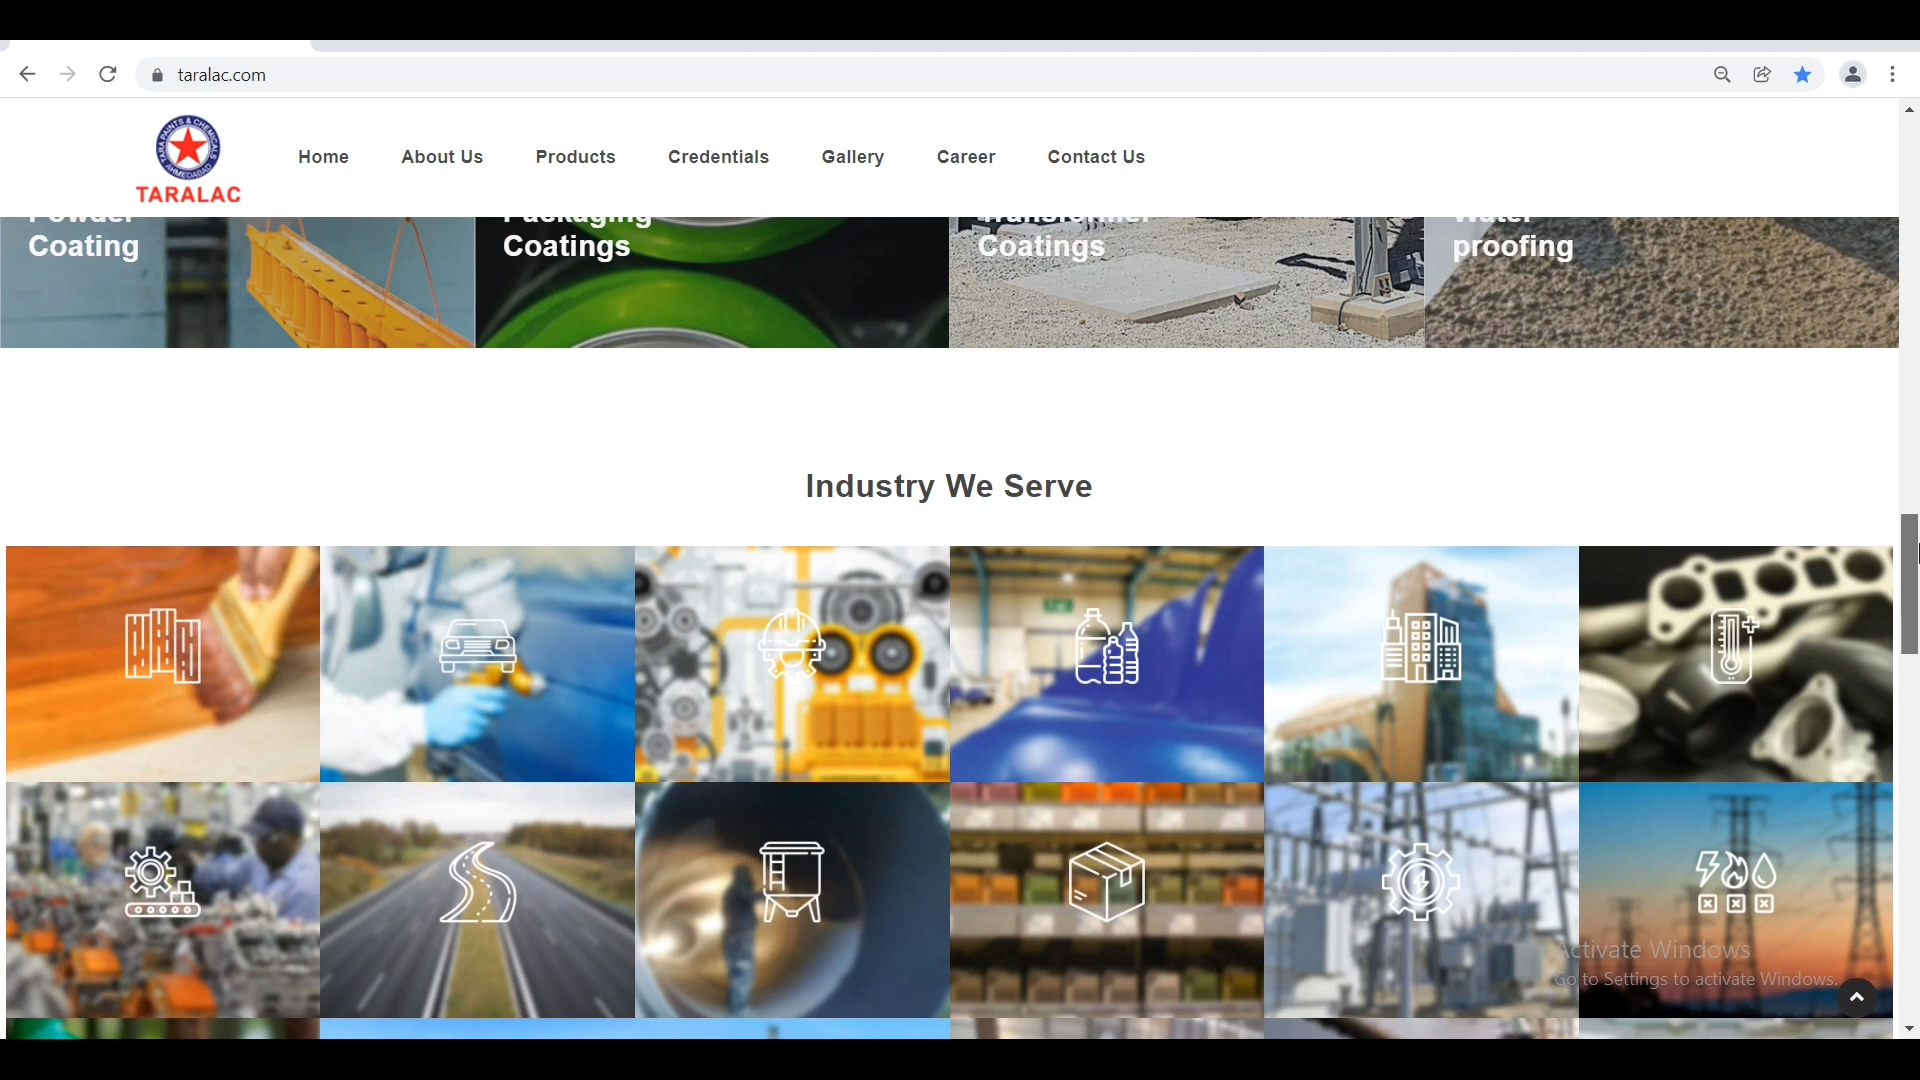 taralac.com
TARA PAINTS & CHEMICALS
AHMEDABAD
TARALAC
Home
About Us
Products
Credentials
Gallery
Career
Contact Us
Powder
Coating
Packaging
Coatings
Transformer
Coatings
Water
proofing
Industry We Serve
Activate Windows
Go to Settings to activate Windows.